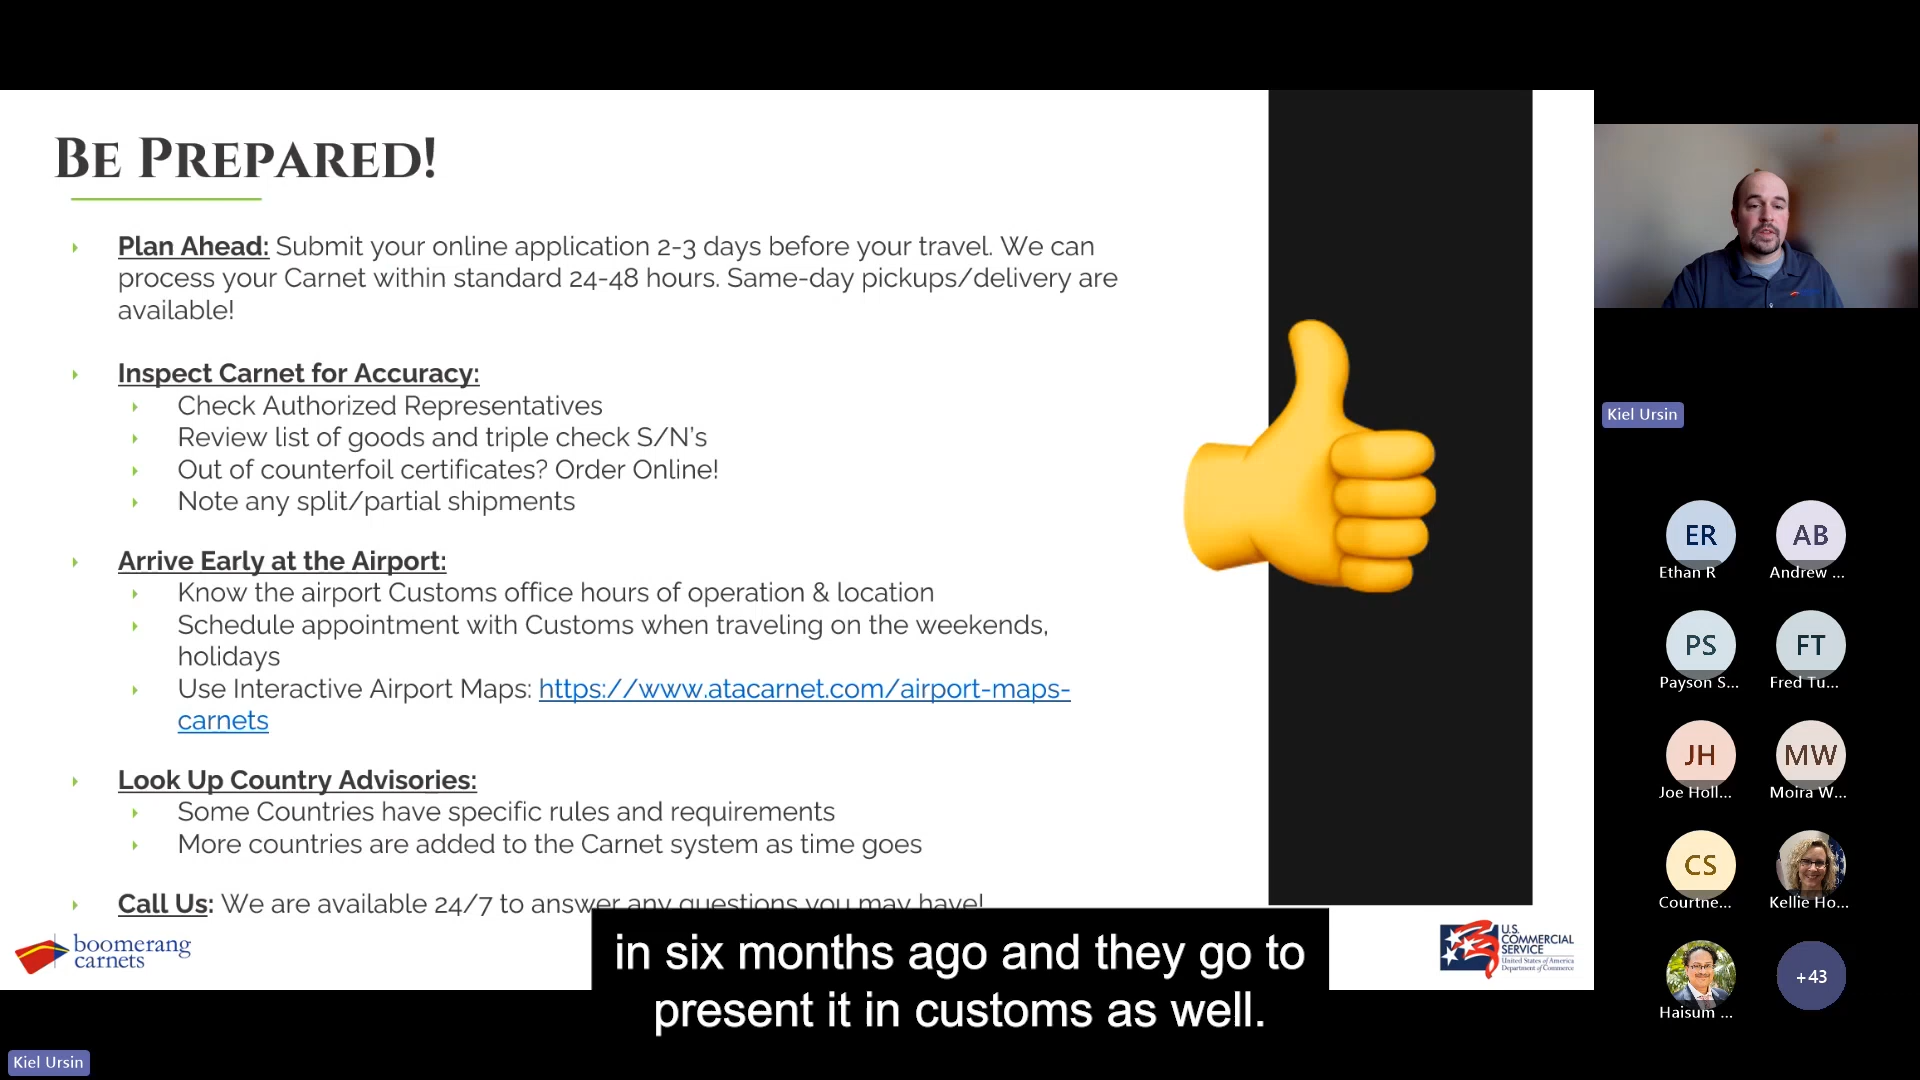 BE PREPARED!
Plan Ahead: Submit your online application 2-3 days before your travel. We can
process your Carnet within standard 24-48 hours. Same-day pickups/delivery are
available!
Inspect Carnet for Accuracy:
Check Authorized Representatives
Review list of goods and triple check S/N's
Out of counterfoil certificates? Order Online!
Note any split/partial shipments
Arrive Early at the Airport:
Know the airport Customs office hours of operation & location
Schedule appointment with Customs when traveling on the weekends,
holidays
Use Interactive Airport Maps: https://www.atacarnet.com/airport-maps-
carnets
Look Up Country Advisories:
Some Countries have specific rules and requirements
More countries are added to the Carnet system as time goes
Call Us: We are available 24/7 to answer any questions you may have!
boomerang
carnets
U.S.
COMMERCIAL
SERVICE
United States of America
Department of Commerce
in six months ago and they go to
present it in customs as well.
Kiel Ursin
Kiel Ursin
ER
AB
Ethan R
Andrew ...
PS
FT
Payson S...
Fred Tu...
JH
MW
Joe Holl...
Moira W...
CS
Courtne...
Kellie Ho...
+43
Haisum ...